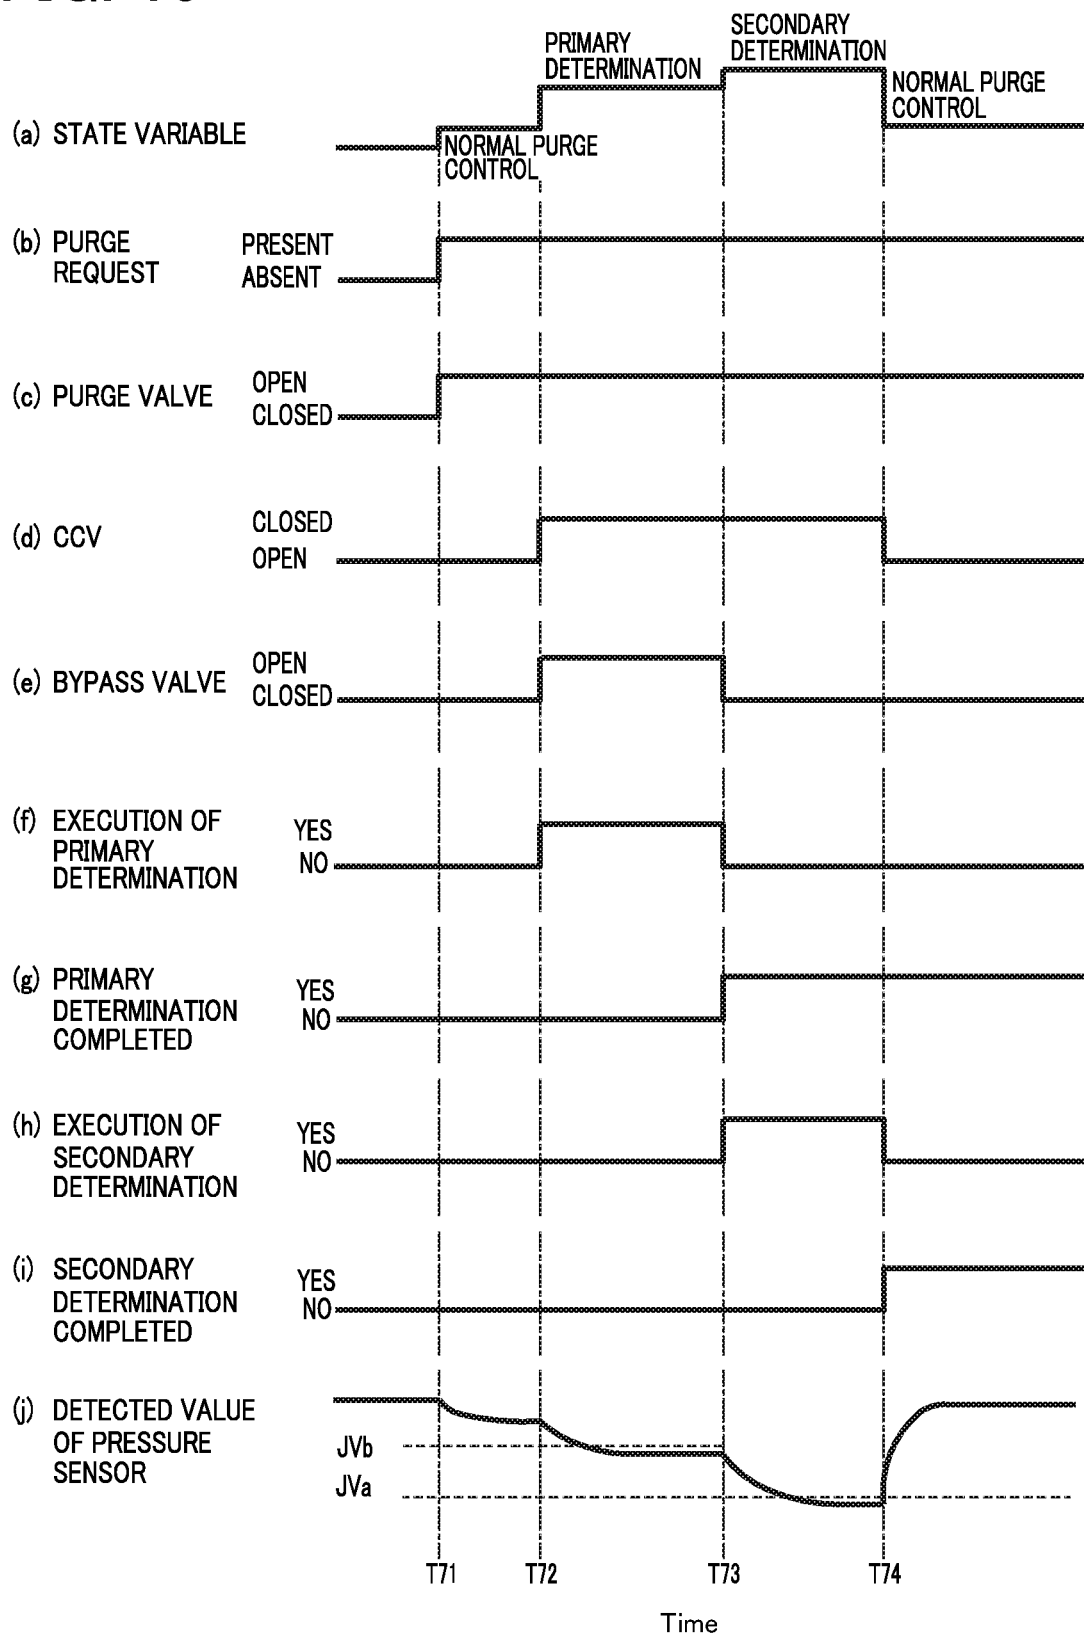 SECONDARY
DETERMINATION
PRIMARY
DETERMINATION
NORMAL PURGE
CONTROL
(a) STATE VARIABLE
NORMAL PURGE
CONTROL
(b) PURGE
REQUEST
PRESENT
ABSENT
(c) PURGE VALVE
OPEN
CLOSED
(d) CCV
CLOSED
OPEN
(e) BYPASS VALVE
OPEN
CLOSED
(f) EXECUTION OF
PRIMARY
DETERMINATION
YES
NO
(g) PRIMARY
DETERMINATION
COMPLETED
YES
NO
(h) EXECUTION OF
SECONDARY
DETERMINATION
YES
NO
(i) SECONDARY
DETERMINATION
COMPLETED
YES
NO
(j) DETECTED VALUE
OF PRESSURE
SENSOR
JVb
JVa
T71 T72 T73 T74
Time